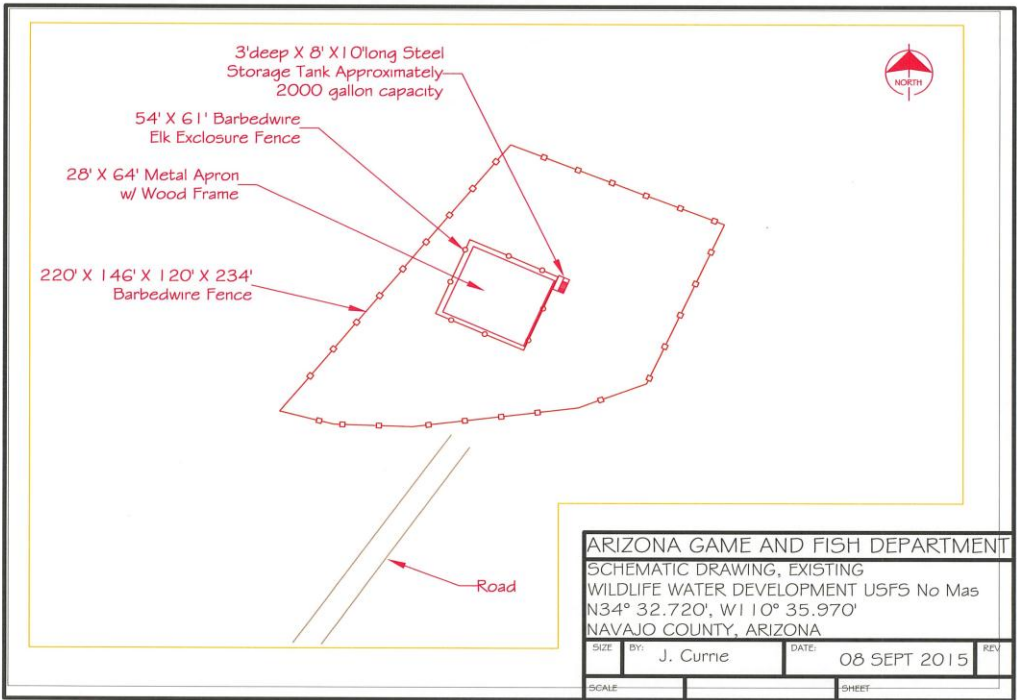 3'deep X 8' X10'long Steel
Storage Tank Approximately
2000 gallon capacity
NORTH
54' X 61' Barbedwire
Elk Exclosure Fence
28' X 64' Metal Apron
w/ Wood Frame
220' X 146' X 120' X 234'
Barbedwire Fence
Road
ARIZONA GAME AND FISH DEPARTMENT
SCHEMATIC DRAWING, EXISTING
WILDLIFE WATER DEVELOPMENT USFS No Mas
N34° 32.720', W110° 35.970'
NAVAJO COUNTY, ARIZONA
SIZE BY: J. Currie DATE: 08 SEPT 2015 REV
SCALE SHEET